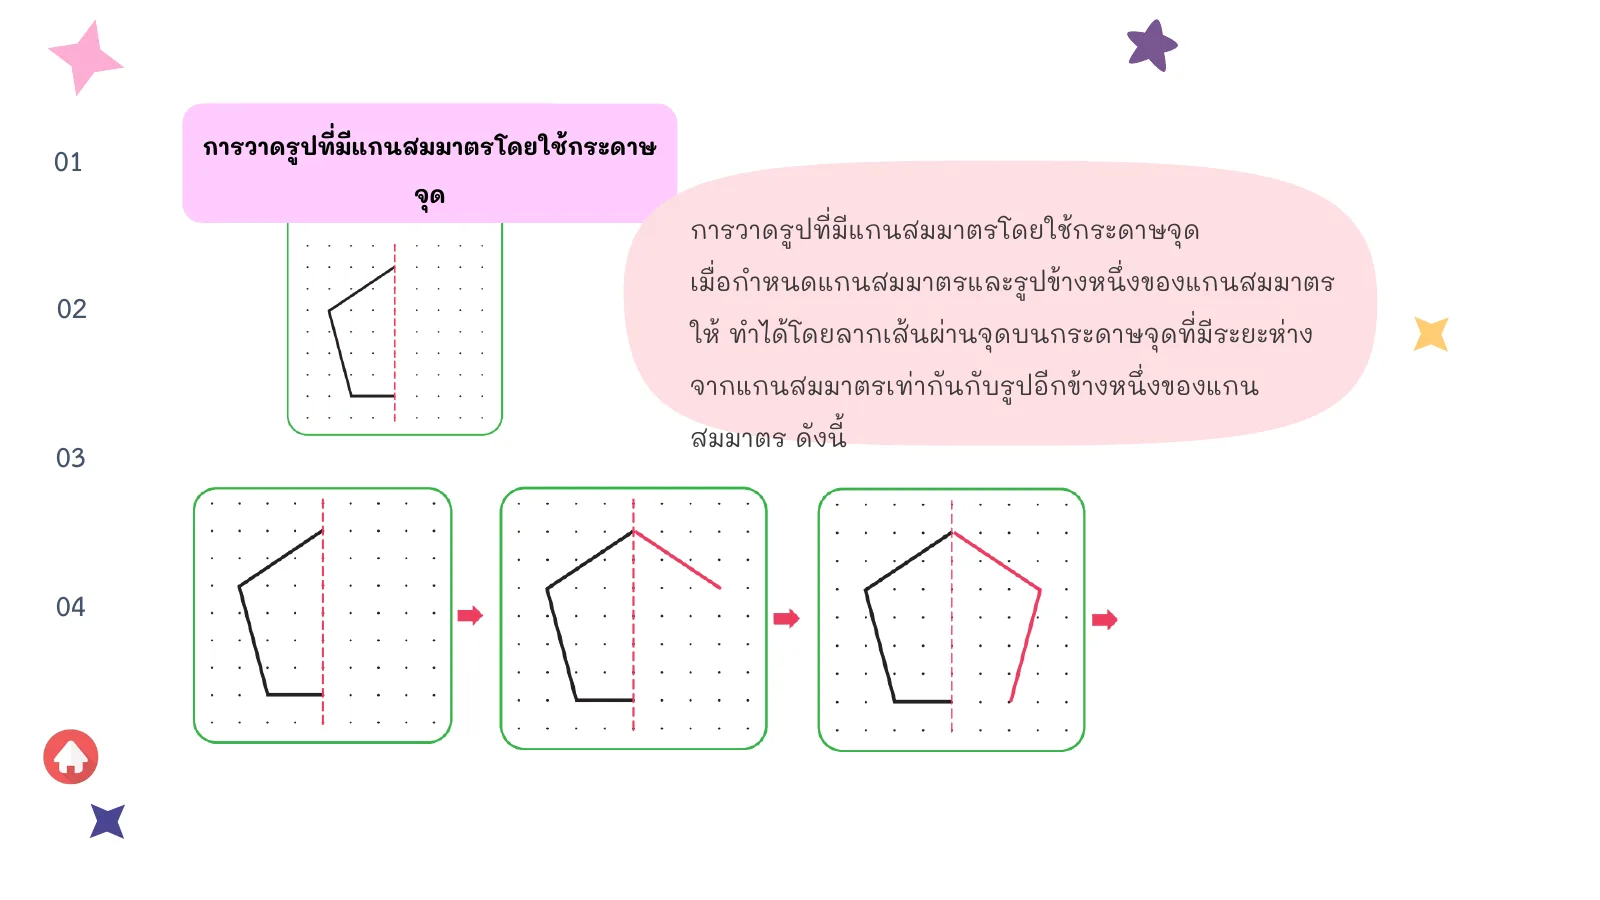 01
02
03
04
การวาดรูปที่มีแกนสมมาตรโดยใช้กระดาษ
จุด
การวาดรูปที่มีแกนสมมาตรโดยใช้กระดาษจุด
เมื่อกำหนดแกนสมมาตรและรูปข้างหนึ่งของแกนสมมาตร
ให้ ทำได้โดยลากเส้นผ่านจุดบนกระดาษจุดที่มีระยะห่าง
จากแกนสมมาตรเท่ากันกับรูปอีกข้างหนึ่งของแกน
สมมาตร ดังนี้